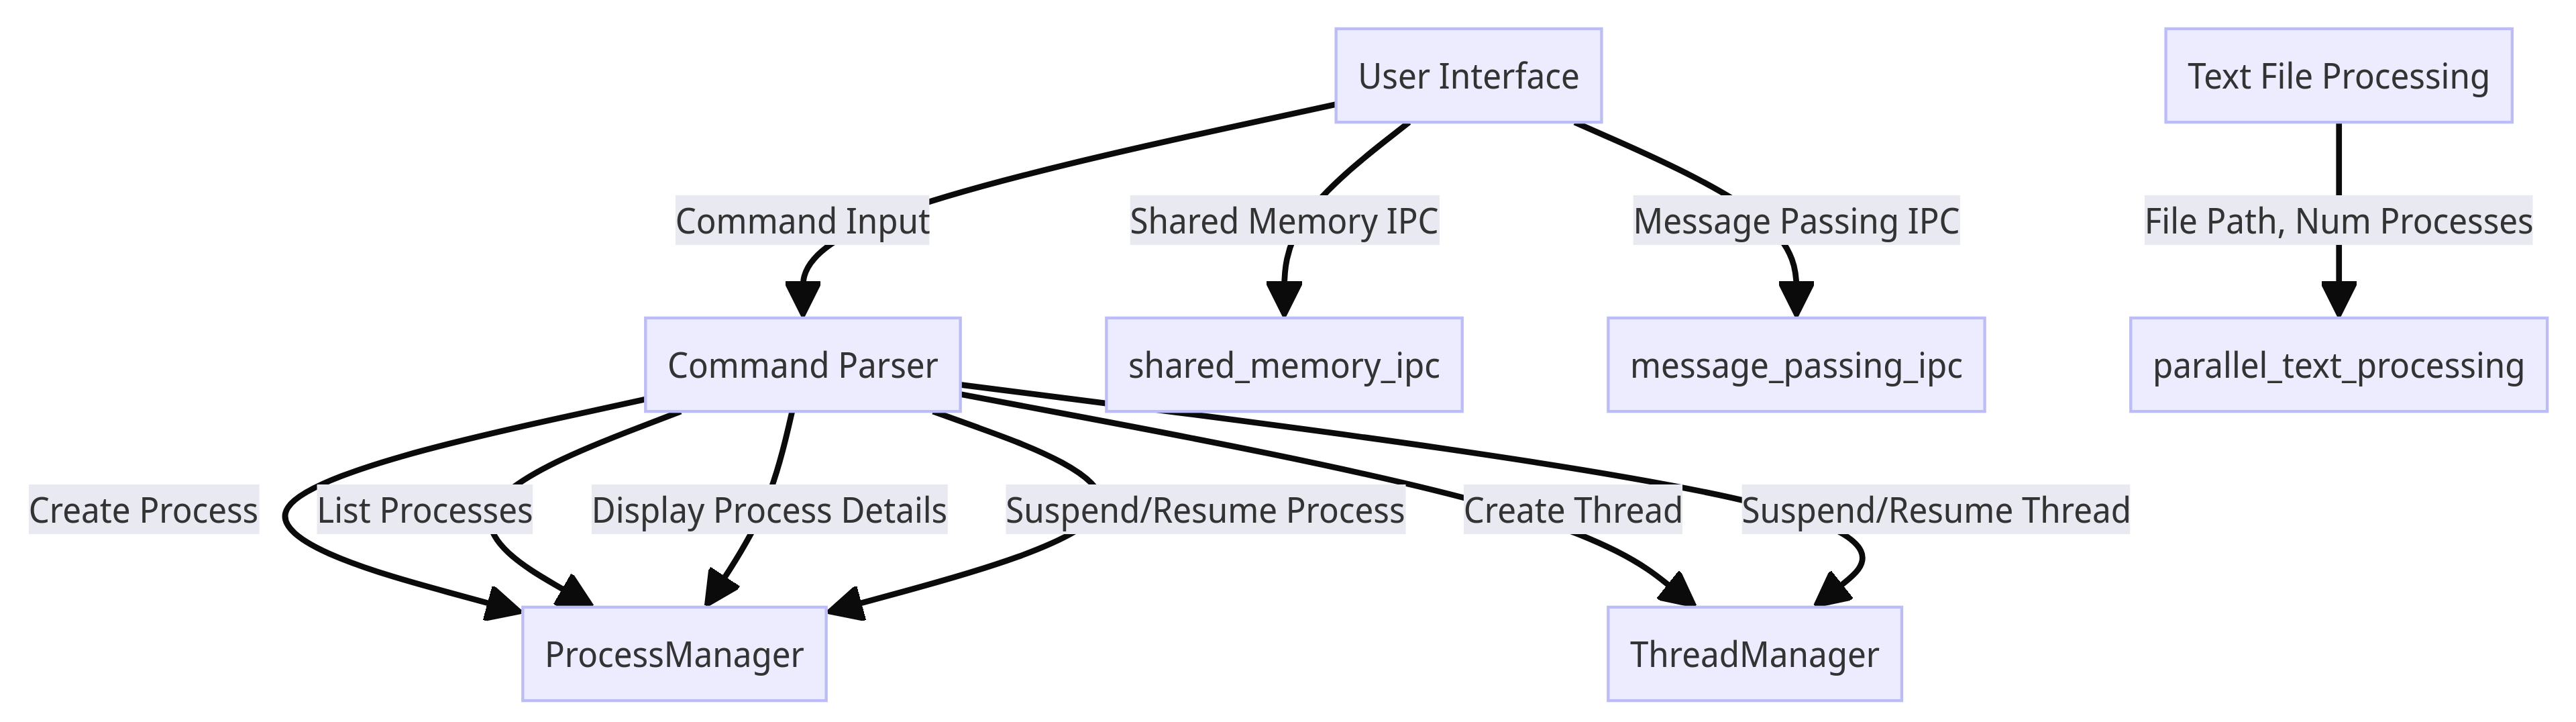 User Interface
Text File Processing
Command Input
Shared Memory IPC
Message Passing IPC
File Path, Num Processes
Command Parser
shared_memory_ipc
message_passing_ipc
parallel_text_processing
Create Process
List Processes
Display Process Details
Suspend/Resume Process
Create Thread
Suspend/Resume Thread
ProcessManager
ThreadManager